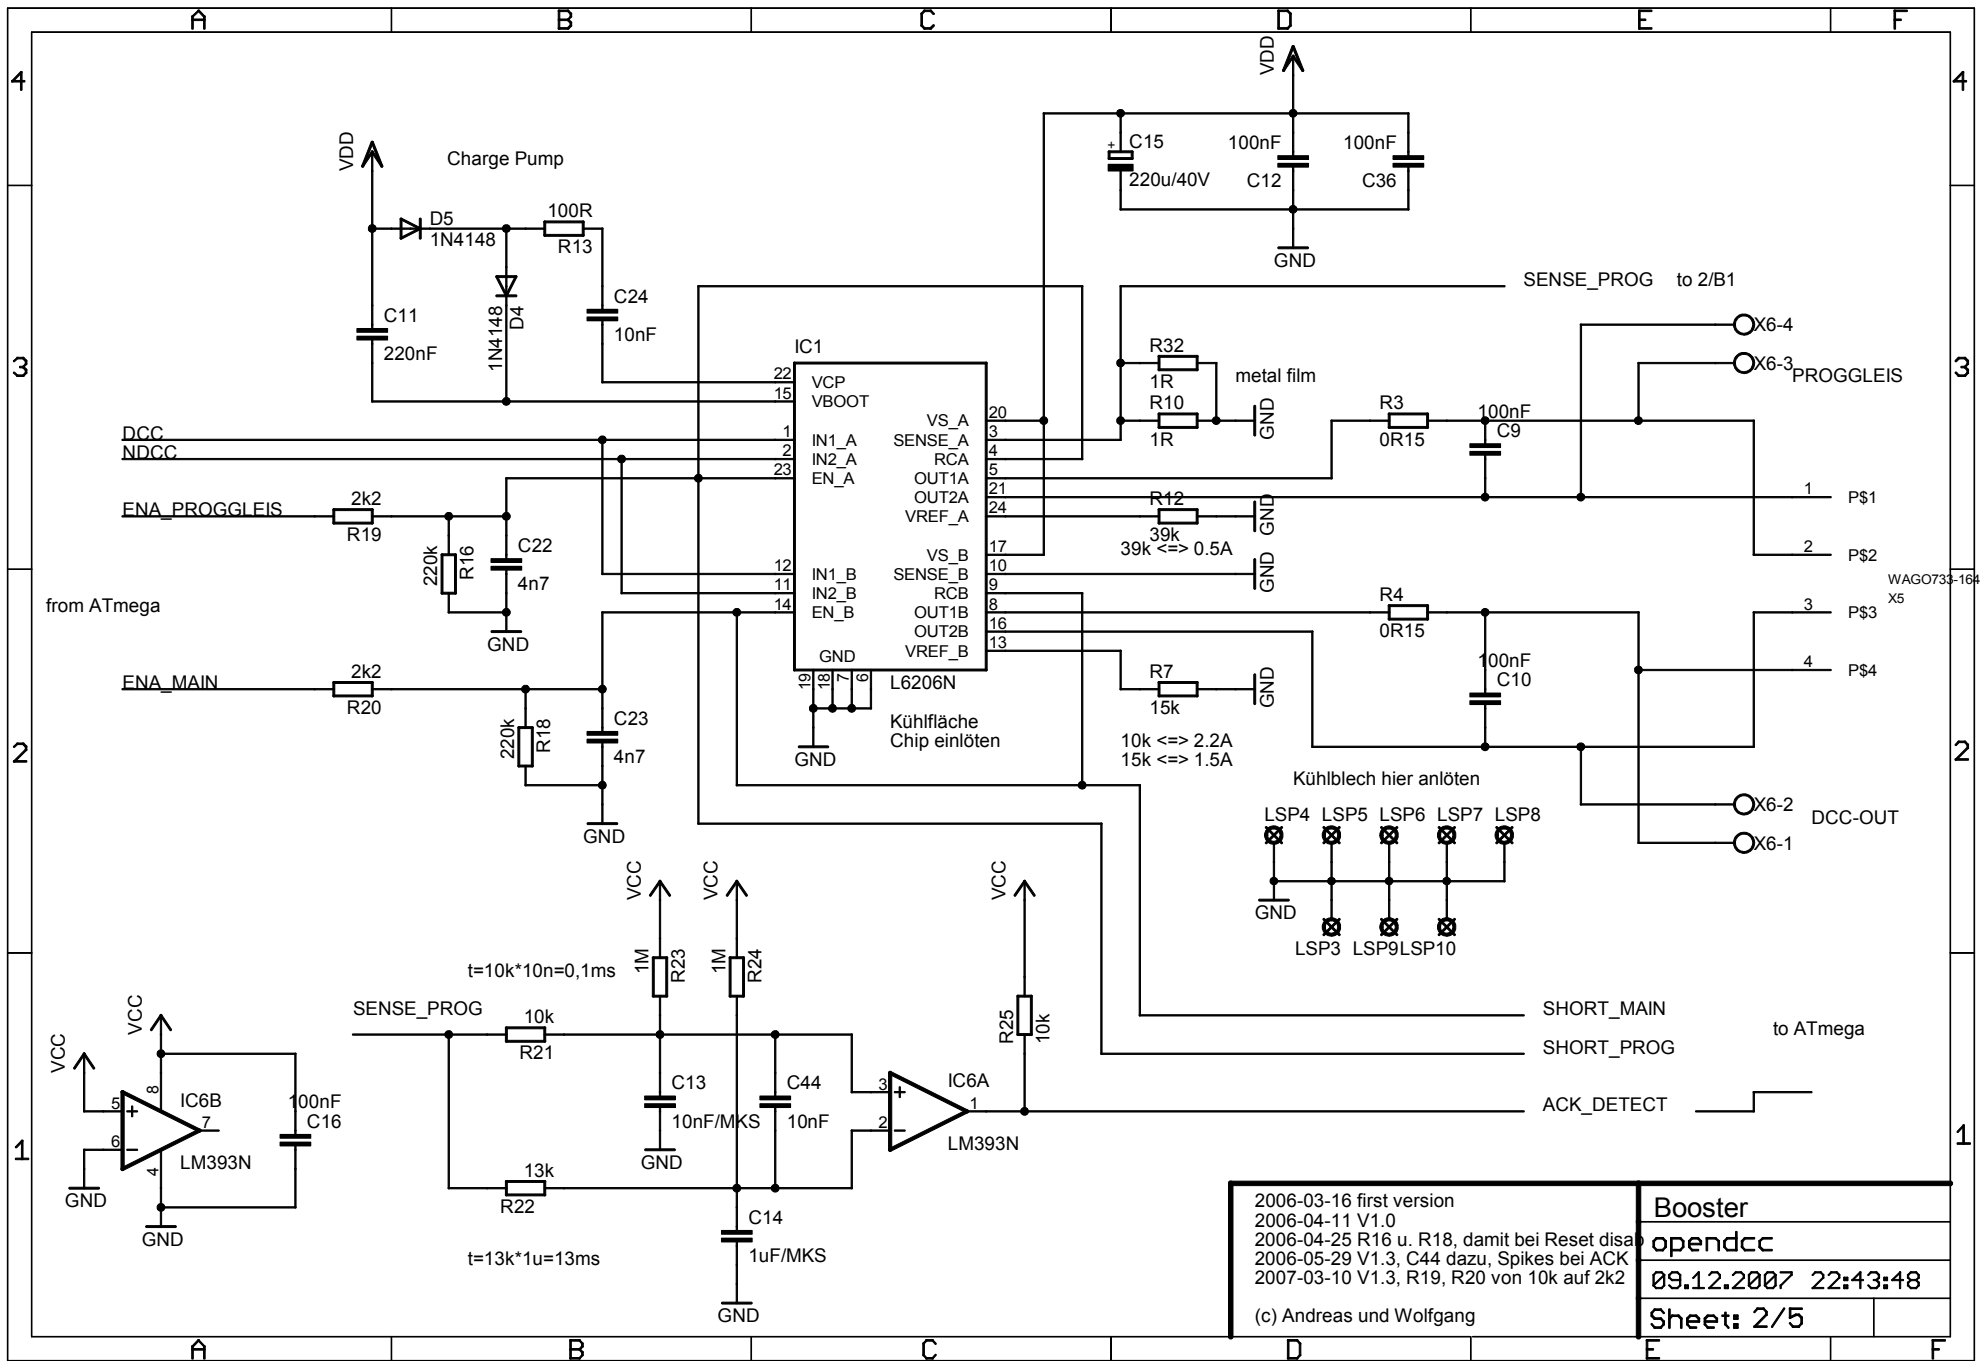 A B C D E F
4 4
VDD
VDD
Charge Pump
C15
220u/40V
100nF
C12
100nF
C36
GND
D5
1N4148
100R
R13
1N4148
D4
C24
10nF
C11
220nF
SENSE_PROG to 2/B1
X6-4
X6-3
PROGGLEIS
3 3
IC1
R32
1R
metal film
R10
1R
GND
R3
0R15
100nF
C9
22 VCP
15 VBOOT
DCC 1 IN1_A
NDCC 2 IN2_A
23 EN_A
VS_A 20
SENSE_A 3
RCA 4
OUT1A 5
OUT2A 21
VREF_A 24
VS_B 17
SENSE_B 10
RCB 9
OUT1B 8
OUT2B 16
VREF_B 13
12 IN1_B
11 IN2_B
14 EN_B
GND
19 18 7 6
L6206N
GND
Kühlfläche
Chip einlöten
ENA_PROGGLEIS
2k2
R19
220k
R16
C22
4n7
GND
from ATmega
ENA_MAIN
2k2
R20
220k
R18
C23
4n7
GND
R12
39k
39k <=> 0.5A
GND
GND
R4
0R15
100nF
C10
R7
15k
GND
10k <=> 2.2A
15k <=> 1.5A
1 P$1
2 P$2
WAGO733-164
X5
3 P$3
4 P$4
2 2
Kühlblech hier anlöten
LSP4 LSP5 LSP6 LSP7 LSP8
GND
LSP3 LSP9 LSP10
X6-2
DCC-OUT
X6-1
VCC
VCC
VCC
1M
R23
1M
R24
t=10k*10n=0,1ms
SENSE_PROG
10k
R21
R25
10k
SHORT_MAIN
to ATmega
SHORT_PROG
ACK_DETECT
VCC
VCC
5
6
8
4
+
-
7
IC6B
LM393N
100nF
C16
GND
GND
C13
10nF/MKS
GND
C44
10nF
3
2
+
-
1
IC6A
LM393N
13k
R22
t=13k*1u=13ms
C14
1uF/MKS
GND
1 1
2006-03-16 first version
2006-04-11 V1.0
2006-04-25 R16 u. R18, damit bei Reset disab
2006-05-29 V1.3, C44 dazu, Spikes bei ACK
2007-03-10 V1.3, R19, R20 von 10k auf 2k2
(c) Andreas und Wolfgang
Booster
opendcc
09.12.2007 22:43:48
Sheet: 2/5
A B C D E F